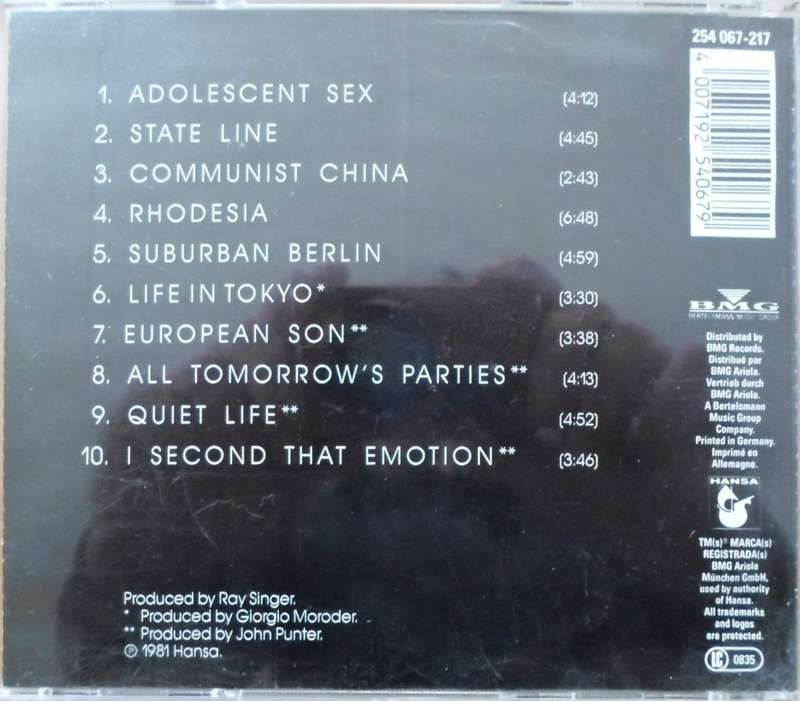 254 067-217
4 007192 540679
1. ADOLESCENT SEX (4:12)
2. STATE LINE (4:45)
3. COMMUNIST CHINA (2:43)
4. RHODESIA (6:48)
5. SUBURBAN BERLIN (4:59)
6. LIFE IN TOKYO* (3:30)
7. EUROPEAN SON** (3:38)
8. ALL TOMORROW'S PARTIES** (4:13)
9. QUIET LIFE** (4:52)
10. I SECOND THAT EMOTION** (3:46)
Produced by Ray Singer.
* Produced by Giorgio Moroder.
** Produced by John Punter.
℗ 1981 Hansa.
BMG
BERTELSMANN MUSIC GROUP
Distributed by
BMG Records.
Distribué par
BMG Ariola.
Vertrieb durch
BMG Ariola.
A Bertelsmann
Music Group
Company.
Printed in Germany.
Imprimé en
Allemagne.
HANSA
TM(s)® MARCA(s)
REGISTRADA(s)
BMG Ariola
München GmbH,
used by authority
of Hansa.
All trademarks
and logos
are protected.
LC 0835